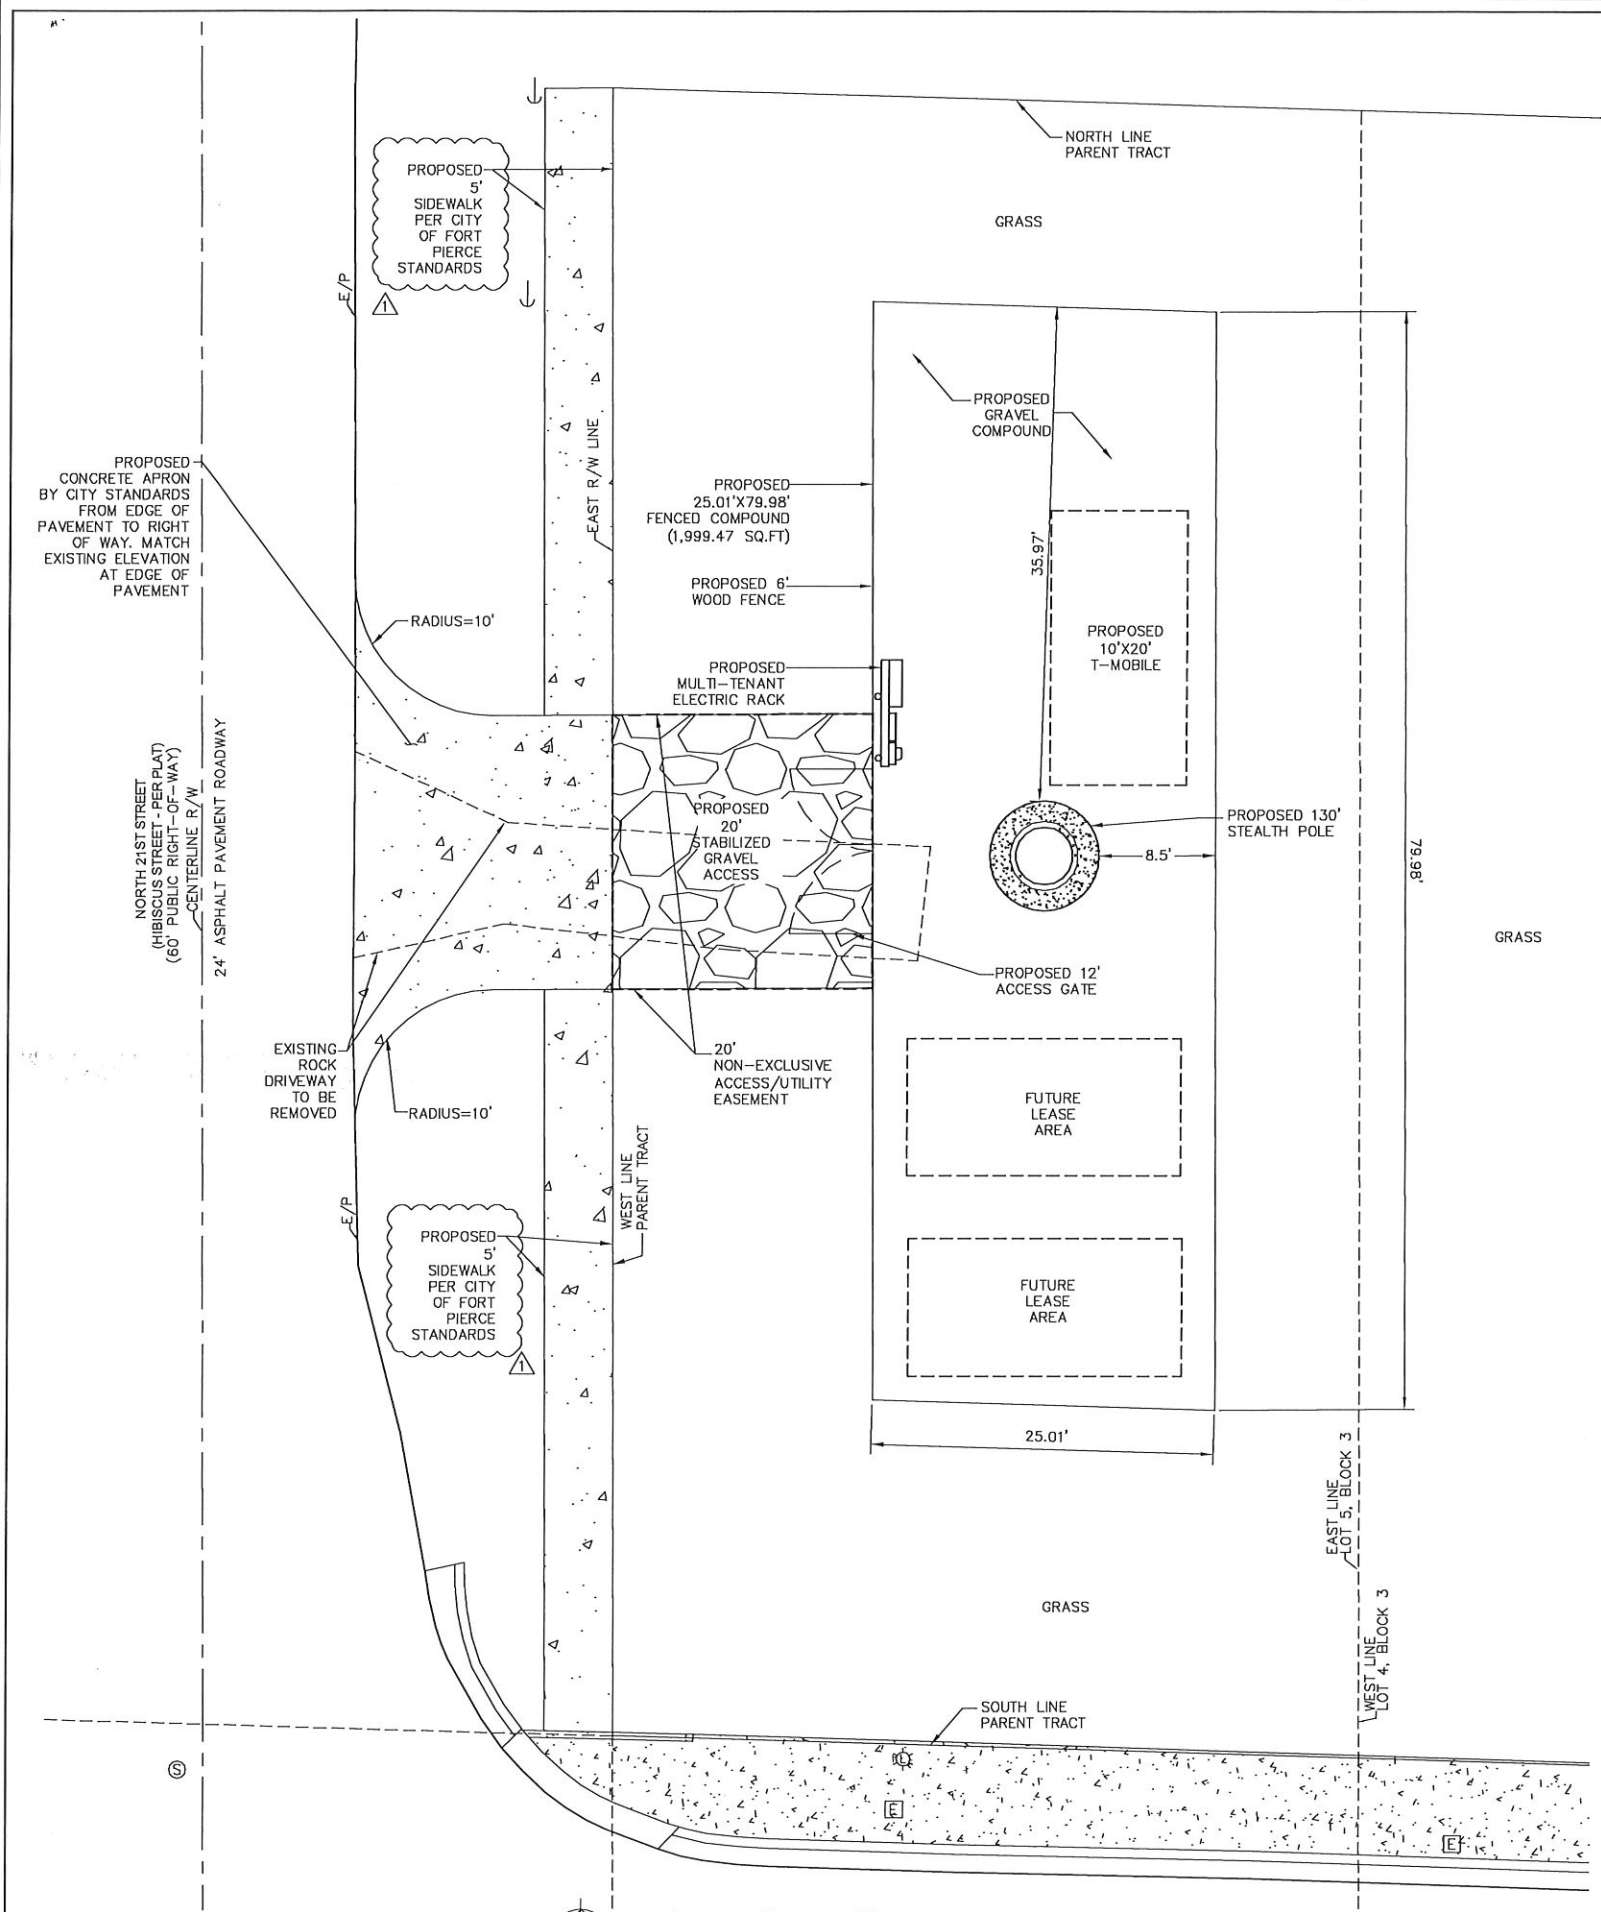 NORTH LINE
PARENT TRACT
PROPOSED
5'
SIDEWALK
PER CITY
OF FORT
PIERCE
STANDARDS
1
E/P
GRASS
PROPOSED
GRAVEL
COMPOUND
PROPOSED
CONCRETE APRON
BY CITY STANDARDS
FROM EDGE OF
PAVEMENT TO RIGHT
OF WAY. MATCH
EXISTING ELEVATION
AT EDGE OF
PAVEMENT
EAST R/W LINE
PROPOSED
25.01'X79.98'
FENCED COMPOUND
(1,999.47 SQ.FT)
35.97'
PROPOSED 6'
WOOD FENCE
RADIUS=10'
PROPOSED
10'X20'
T-MOBILE
PROPOSED
MULTI-TENANT
ELECTRIC RACK
NORTH 21ST STREET
(HIBISCUS STREET - PER PLAT)
(60' PUBLIC RIGHT-OF-WAY)
CENTERLINE R/W
24' ASPHALT PAVEMENT ROADWAY
PROPOSED
20'
STABILIZED
GRAVEL
ACCESS
PROPOSED 130'
STEALTH POLE
8.5'
79.98'
GRASS
PROPOSED 12'
ACCESS GATE
EXISTING
ROCK
DRIVEWAY
TO BE
REMOVED
RADIUS=10'
20'
NON-EXCLUSIVE
ACCESS/UTILITY
EASEMENT
FUTURE
LEASE
AREA
WEST LINE
PARENT TRACT
E/P
PROPOSED
5'
SIDEWALK
PER CITY
OF FORT
PIERCE
STANDARDS
1
FUTURE
LEASE
AREA
25.01'
EAST LINE
LOT 5, BLOCK 3
GRASS
WEST LINE
LOT 4, BLOCK 3
SOUTH LINE
PARENT TRACT
S
E
E